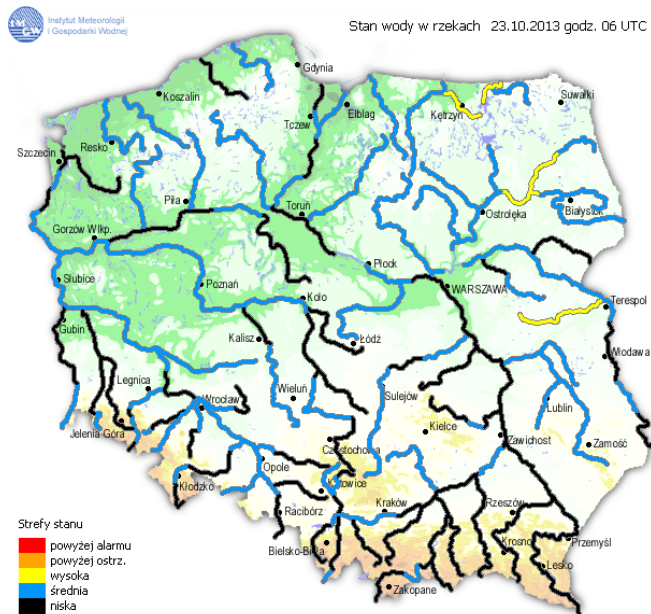 Instytut Meteorologii
i Gospodarki Wodnej
Stan wody w rzekach 23.10.2013 godz. 06 UTC
Gdynia
Koszalin
Suwałki
Elbląg
Kętrzyn
Tczew
Resko
Szczecin
Piła
Toruń
Ostrołęka
Białystok
Gorzów Wlkp.
Płock
Słubice
Poznań
WARSZAWA
Koło
Terespol
Gubin
Kalisz
Łódź
Włodawa
Legnica
Wieluń
Sulejów
Wrocław
Lublin
Jelenia Góra
Kielce
Zawichost
Zamość
Częstochowa
Opole
Kłodzko
Katowice
Racibórz
Kraków
Rzeszów
Strefy stanu
powyżej alarmu
powyżej ostrz.
wysoka
średnia
niska
Bielsko-Biała
Krosno
Przemyśl
Lesko
Zakopane